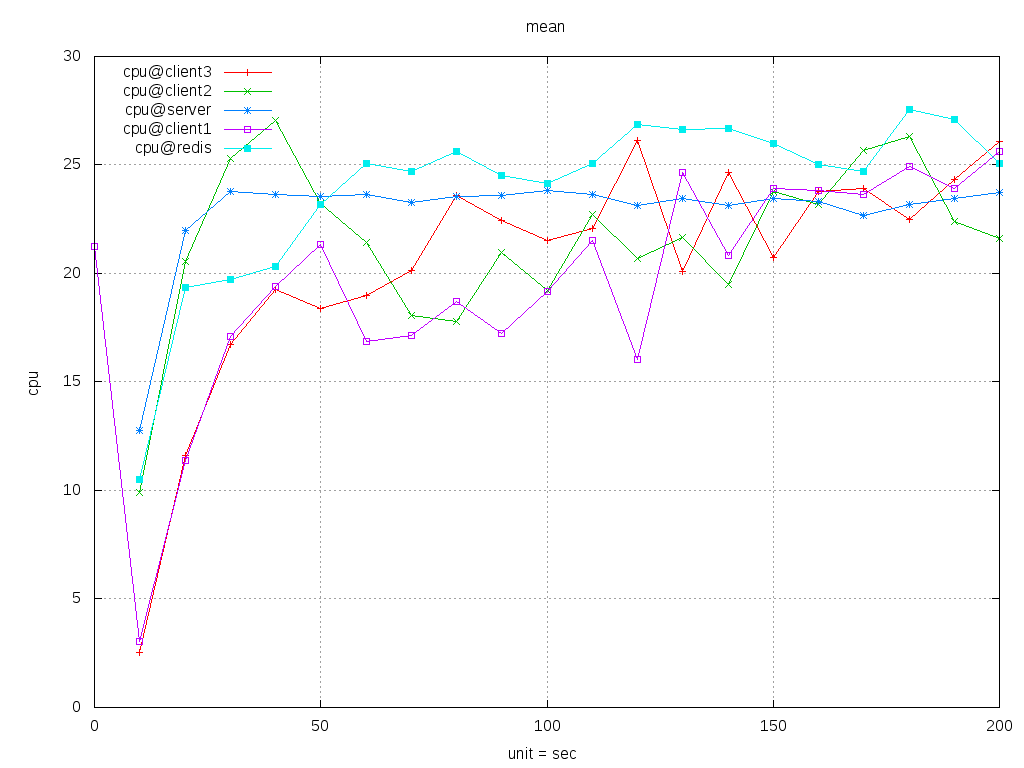 mean
30
25
20
15
10
5
0
cpu
cpu@client3
cpu@client2
cpu@server
cpu@client1
cpu@redis
0 50 100 150 200
unit = sec